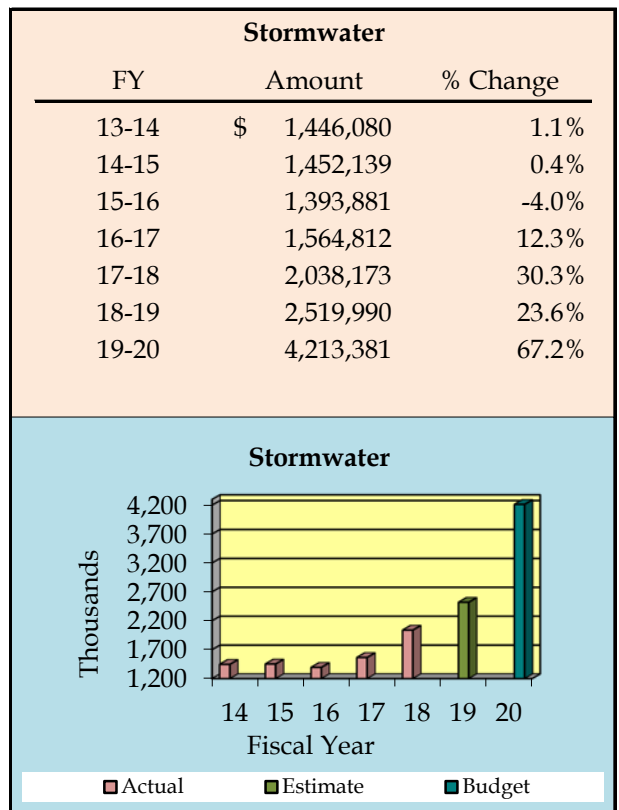 Stormwater
FY Amount % Change
13-14 $ 1,446,080 1.1%
14-15 1,452,139 0.4%
15-16 1,393,881 -4.0%
16-17 1,564,812 12.3%
17-18 2,038,173 30.3%
18-19 2,519,990 23.6%
19-20 4,213,381 67.2%
Stormwater
Thousands
4,200
3,700
3,200
2,700
2,200
1,700
1,200
14 15 16 17 18 19 20
Fiscal Year
Actual Estimate Budget